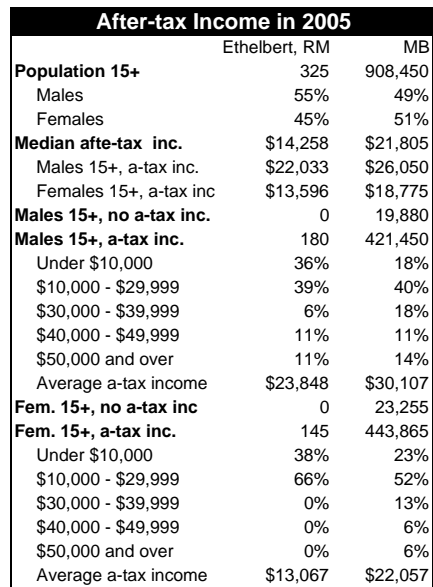 After-tax Income in 2005
Ethelbert, RM MB
Population 15+ 325 908,450
Males 55% 49%
Females 45% 51%
Median afte-tax inc. $14,258 $21,805
Males 15+, a-tax inc. $22,033 $26,050
Females 15+, a-tax inc $13,596 $18,775
Males 15+, no a-tax inc. 0 19,880
Males 15+, a-tax inc. 180 421,450
Under $10,000 36% 18%
$10,000 - $29,999 39% 40%
$30,000 - $39,999 6% 18%
$40,000 - $49,999 11% 11%
$50,000 and over 11% 14%
Average a-tax income $23,848 $30,107
Fem. 15+, no a-tax inc 0 23,255
Fem. 15+, a-tax inc. 145 443,865
Under $10,000 38% 23%
$10,000 - $29,999 66% 52%
$30,000 - $39,999 0% 13%
$40,000 - $49,999 0% 6%
$50,000 and over 0% 6%
Average a-tax income $13,067 $22,057